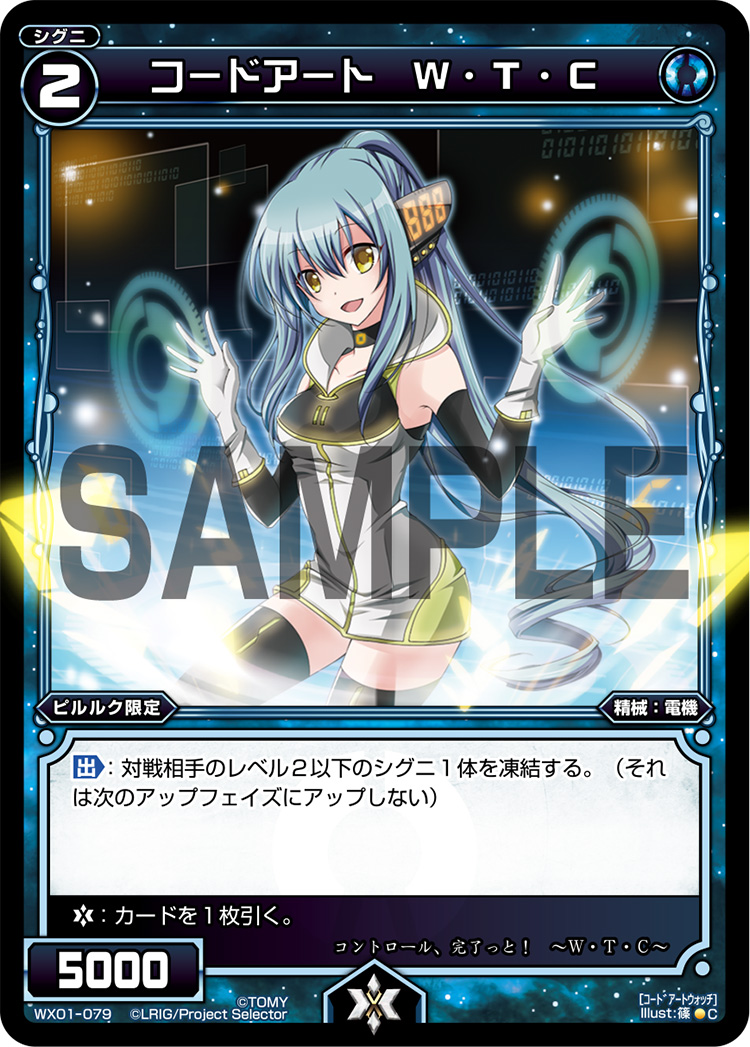 シグニ
2
コードアート W・T・C
888
SAMPLE
ピルルク限定
精械：電機
出：対戦相手のレベル２以下のシグニ１体を凍結する。（それ
は次のアップフェイズにアップしない）
：カードを１枚引く。
コントロール、完了っと！ ～W・T・C～
5000
WX01-079 ©LRIG/Project Selector
©TOMY
[コードアートウォッチ]
Illust:篠 C